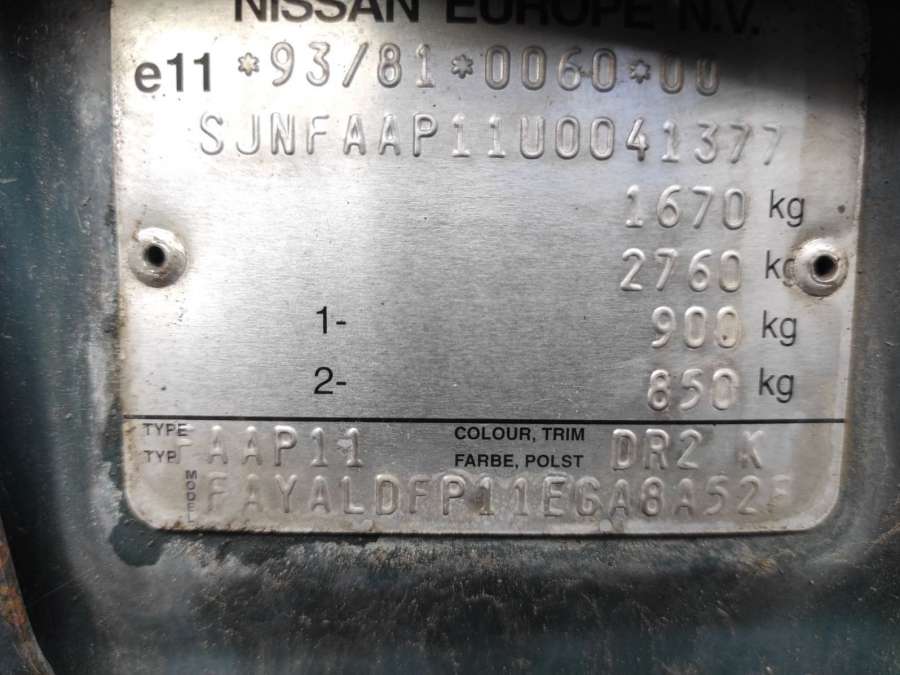 NISSAN EUROPE N.V.
e11 *93/81*0060*00
SJNFAAP11U0041377
1670 kg
2760 kg
1- 900 kg
2- 850 kg
TYPE
TYP FAAP11 COLOUR, TRIM
FARBE, POLST DR2 K
MODEL FAYALDFP11EGA8A52F